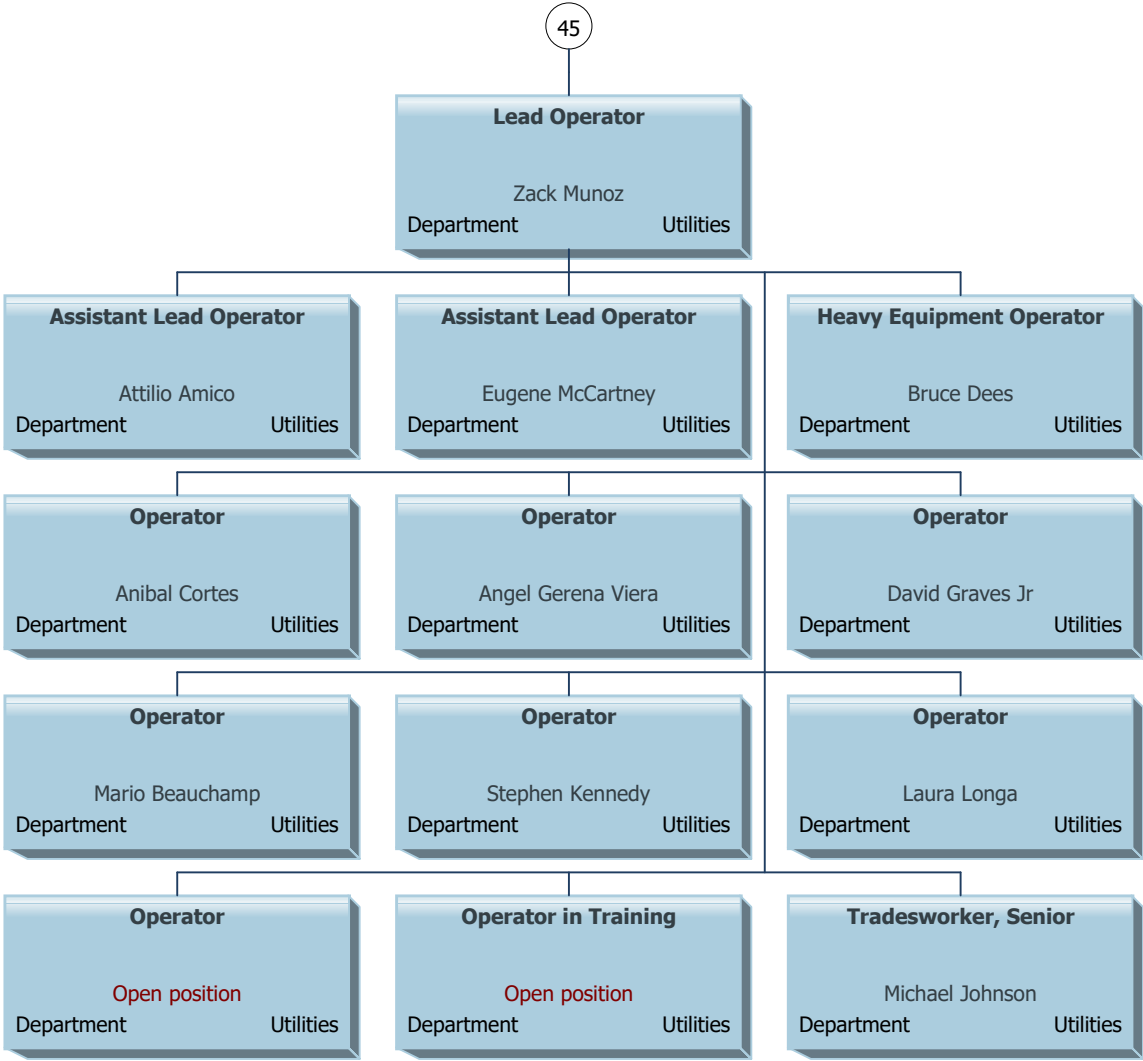 45
Lead Operator
Zack Munoz
Department Utilities
Assistant Lead Operator
Attilio Amico
Department Utilities
Assistant Lead Operator
Eugene McCartney
Department Utilities
Heavy Equipment Operator
Bruce Dees
Department Utilities
Operator
Anibal Cortes
Department Utilities
Operator
Angel Gerena Viera
Department Utilities
Operator
David Graves Jr
Department Utilities
Operator
Mario Beauchamp
Department Utilities
Operator
Stephen Kennedy
Department Utilities
Operator
Laura Longa
Department Utilities
Operator
Open position
Department Utilities
Operator in Training
Open position
Department Utilities
Tradesworker, Senior
Michael Johnson
Department Utilities